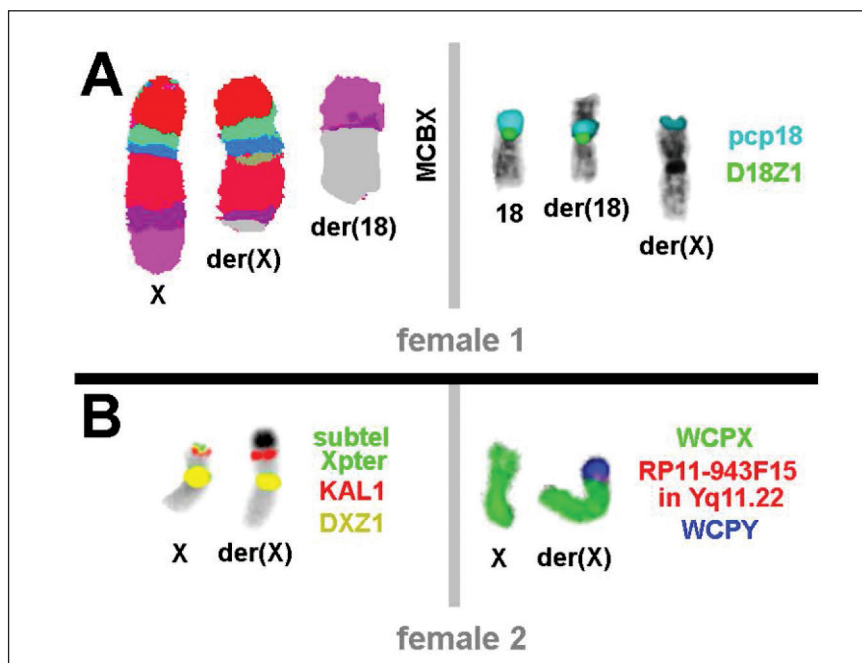 A
X
der(X)
der(18)
MCBX
18
der(18)
der(X)
pcp18
D18Z1
female 1
B
X
der(X)
subtel
Xpter
KAL1
DXZ1
X
der(X)
WCPX
RP11-943F15
in Yq11.22
WCPY
female 2